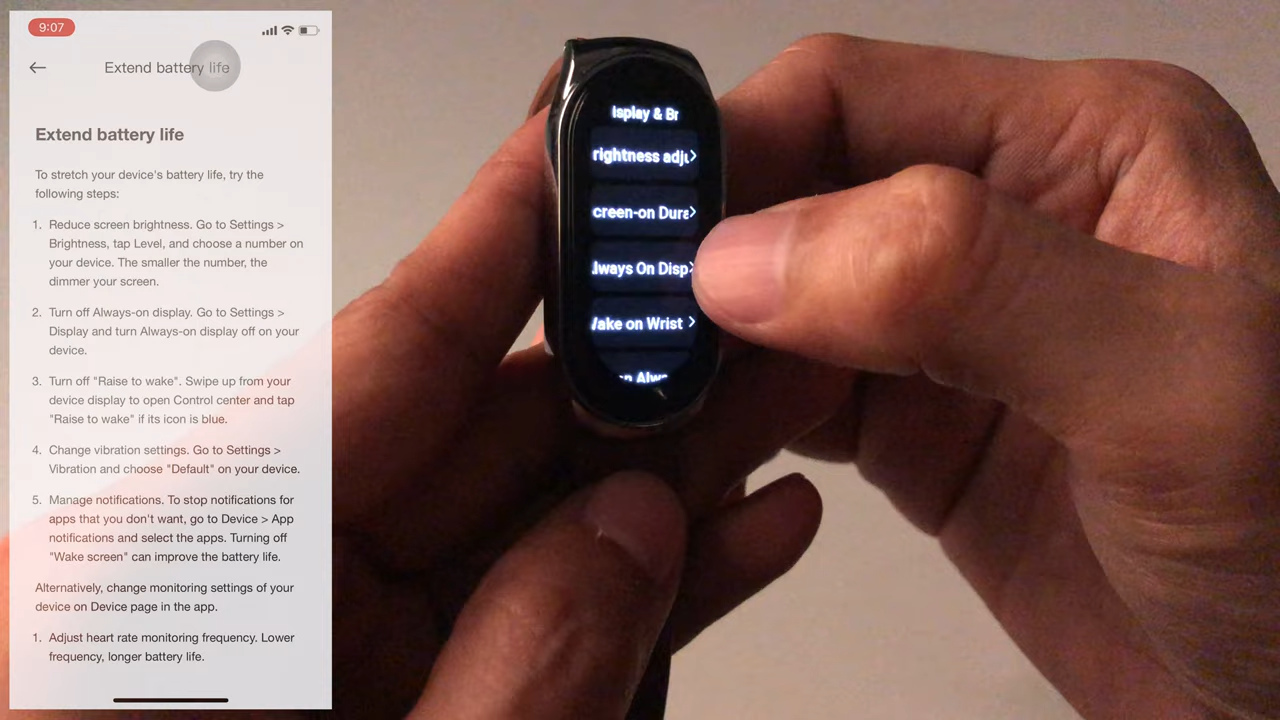 9:07
Extend battery life
Extend battery life
To stretch your device's battery life, try the
following steps:
1. Reduce screen brightness. Go to Settings >
Brightness, tap Level, and choose a number on
your device. The smaller the number, the
dimmer your screen.
2. Turn off Always-on display. Go to Settings >
Display and turn Always-on display off on your
device.
3. Turn off "Raise to wake". Swipe up from your
device display to open Control center and tap
"Raise to wake" if its icon is blue.
4. Change vibration settings. Go to Settings >
Vibration and choose "Default" on your device.
5. Manage notifications. To stop notifications for
apps that you don't want, go to Device > App
notifications and select the apps. Turning off
"Wake screen" can improve the battery life.
Alternatively, change monitoring settings of your
device on Device page in the app.
1. Adjust heart rate monitoring frequency. Lower
frequency, longer battery life.
isplay & Br
rightness adju >
creen-on Dura >
lways On Disp >
ake on Wrist >
n Alwa